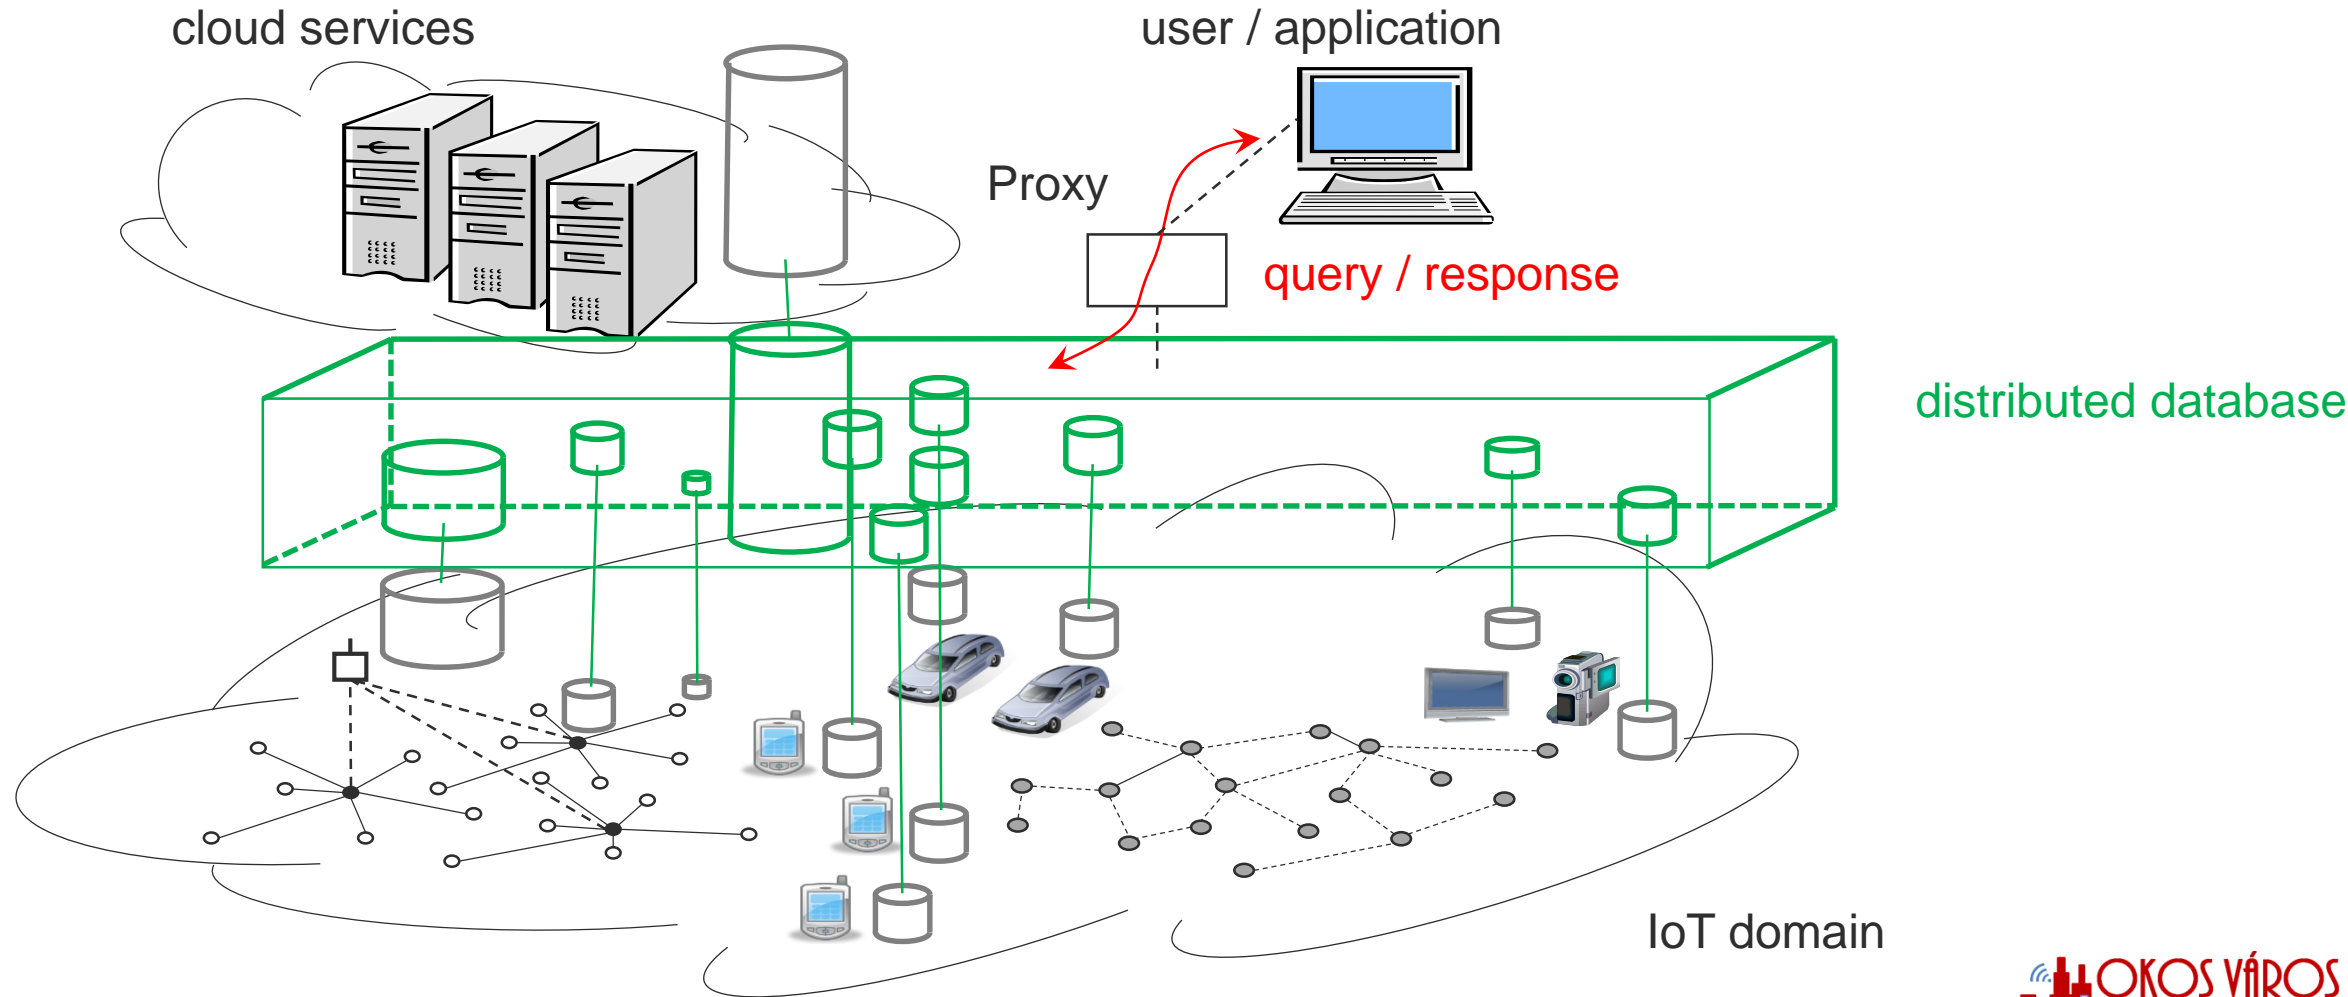 cloud services
user / application
Proxy
query / response
distributed database
IoT domain
OKOS VÁROS